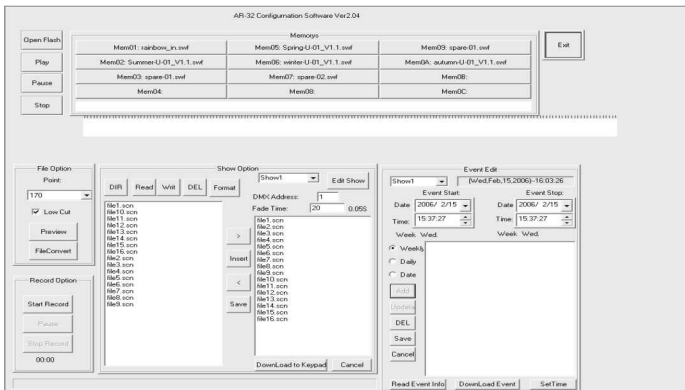 AR-32 Configurnation Software Ver2.04
Open Flash
Play
Pause
Stop
Memorys
Mem01: rainbow_in.swf Mem05: Spring-U-01_V1.1.swf Mem09: spare-01.swf
Mem02: Summer-U-01_V1.1.swf Mem06: winter-U-01_V1.1.swf Mem0A: autumn-U-01_V1.1.swf
Mem03: spare-01.swf Mem07: spare-02.swf Mem0B:
Mem04: Mem08: Mem0C:
Exit
File Option
Point:
170
Low Cut
Preview
FileConvert
Record Option
Start Record
Pause
Stop Record
00:00
Show Option
DIR Read Writ DEL Format
Show1 Edit Show
DMX Address: 1
Fade Time: 20 0.05S
file1.scn
file10.scn
file11.scn
file12.scn
file13.scn
file14.scn
file15.scn
file16.scn
file2.scn
file3.scn
file4.scn
file5.scn
file6.scn
file7.scn
file8.scn
file9.scn
>
Insert
<
Save
file1.scn
file2.scn
file3.scn
file4.scn
file5.scn
file6.scn
file7.scn
file8.scn
file9.scn
file10.scn
file11.scn
file12.scn
file13.scn
file14.scn
file15.scn
file16.scn
DownLoad to Keypad Cancel
Event Edit
Show1 (Wed,Feb,15,2006)-16:03:26
Event Start: Event Stop:
Date 2006/ 2/15 Date 2006/ 2/15
Time: 15:37:27 Time: 15:37:27
Week Wed. Week Wed.
Weekly
Daily
Date
Add
Update
DEL
Save
Cancel
Read Event Info DownLoad Event SetTime